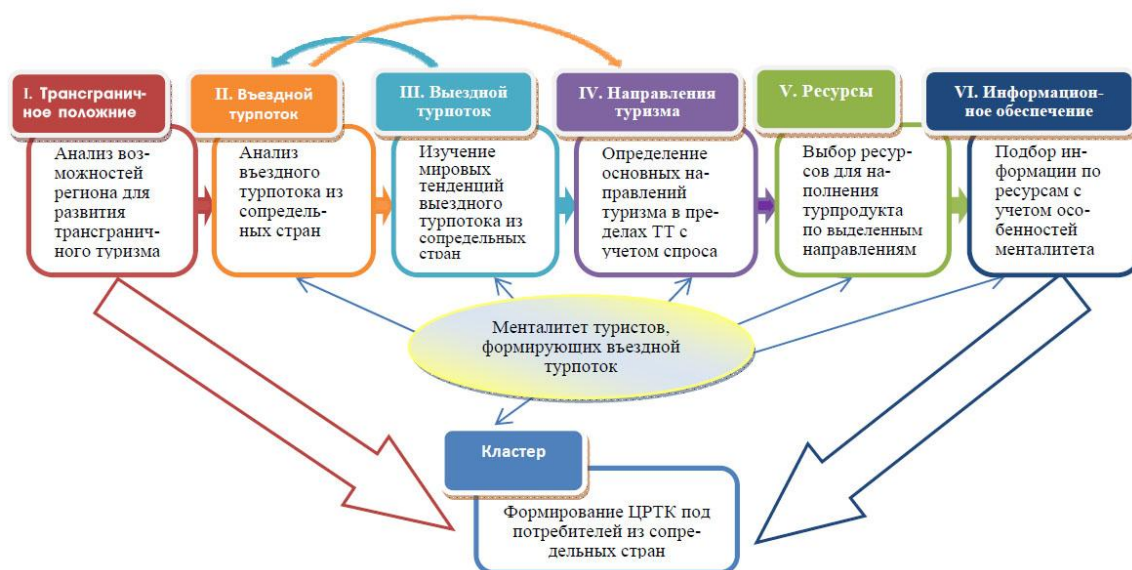 I. Трансгранич-
ное положние
Анализ воз-
можностей
региона для
развития
трансгранич-
ного туризма
II. Въездной
турпоток
Анализ
въездного
турпотока из
сопредель-
ных стран
III. Выездной
турпоток
Изучение
мировых
тенденций
выездного
турпотока из
сопредельных
стран
IV. Направления
туризма
Определение
основных на-
правлений
туризма в пре-
делах ТТ с
учетом спроса
V. Ресурсы
Выбор ресур-
сов для на-
полнения
турпродукта
по выделенным
направлениям
VI. Информацион-
ное обеспечение
Подбор ин-
формации по
ресурсам с
учетом осо-
бенностей
менталитета
Менталитет туристов,
формирующих въездной
турпоток
Кластер
Формирование ЦРТК под
потребителей из сопре-
дельных стран